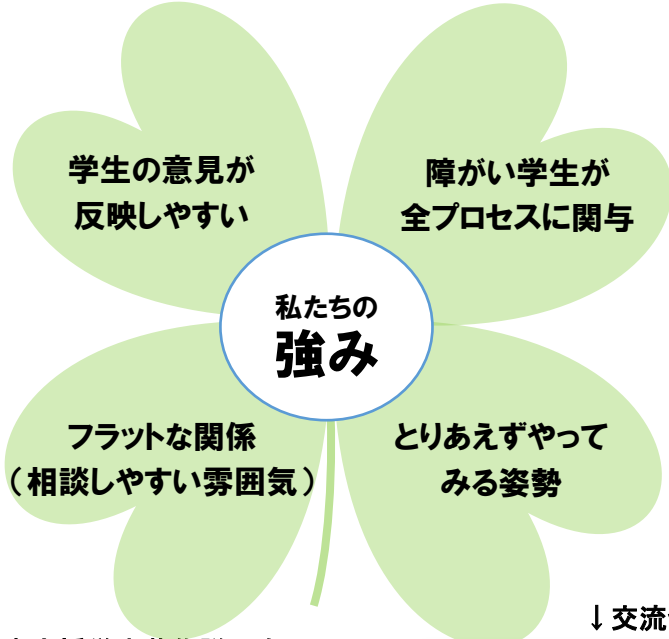 学生の意見が
反映しやすい
障がい学生が
全プロセスに関与
私たちの
強み
フラットな関係
（相談しやすい雰囲気）
とりあえずやって
みる姿勢
↓交流